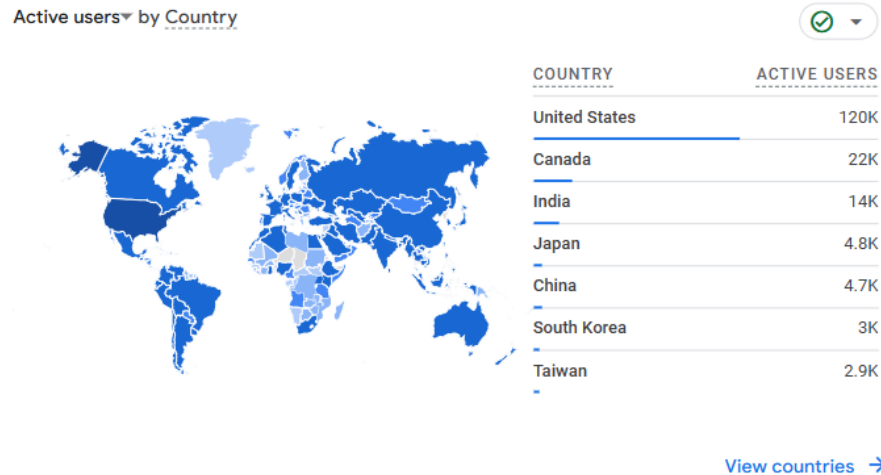 Active users by Country
COUNTRY ACTIVE USERS
United States 120K
Canada 22K
India 14K
Japan 4.8K
China 4.7K
South Korea 3K
Taiwan 2.9K
View countries →